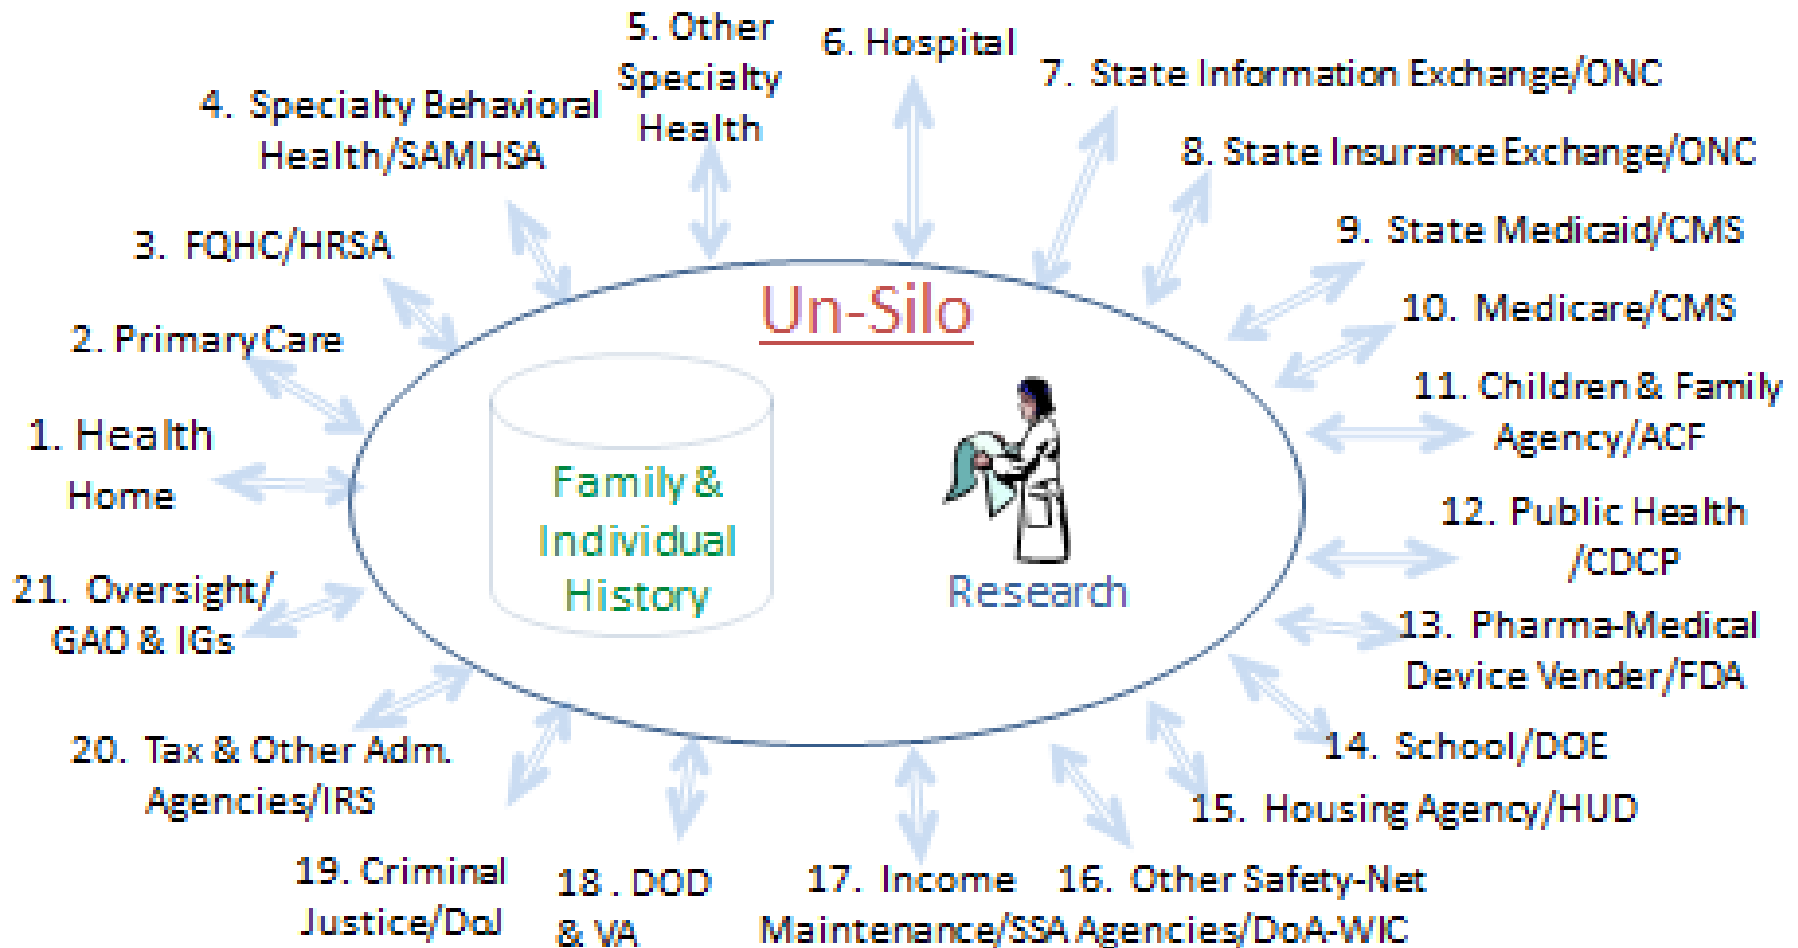 1. Health
Home
2. Primary Care
3. FQHC/HRSA
4. Specialty Behavioral
Health/SAMHSA
5. Other
Specialty
Health
6. Hospital
7. State Information Exchange/ONC
8. State Insurance Exchange/ONC
9. State Medicaid/CMS
10. Medicare/CMS
11. Children & Family
Agency/ACF
12. Public Health
/CDCP
13. Pharma-Medical
Device Vender/FDA
14. School/DOE
15. Housing Agency/HUD
16. Other Safety-Net
Agencies/DoA-WIC
17. Income
Maintenance/SSA
18. DOD
& VA
19. Criminal
Justice/DoJ
20. Tax & Other Adm.
Agencies/IRS
21. Oversight/
GAO & IGs
Un-Silo
Family &
Individual
History
Research